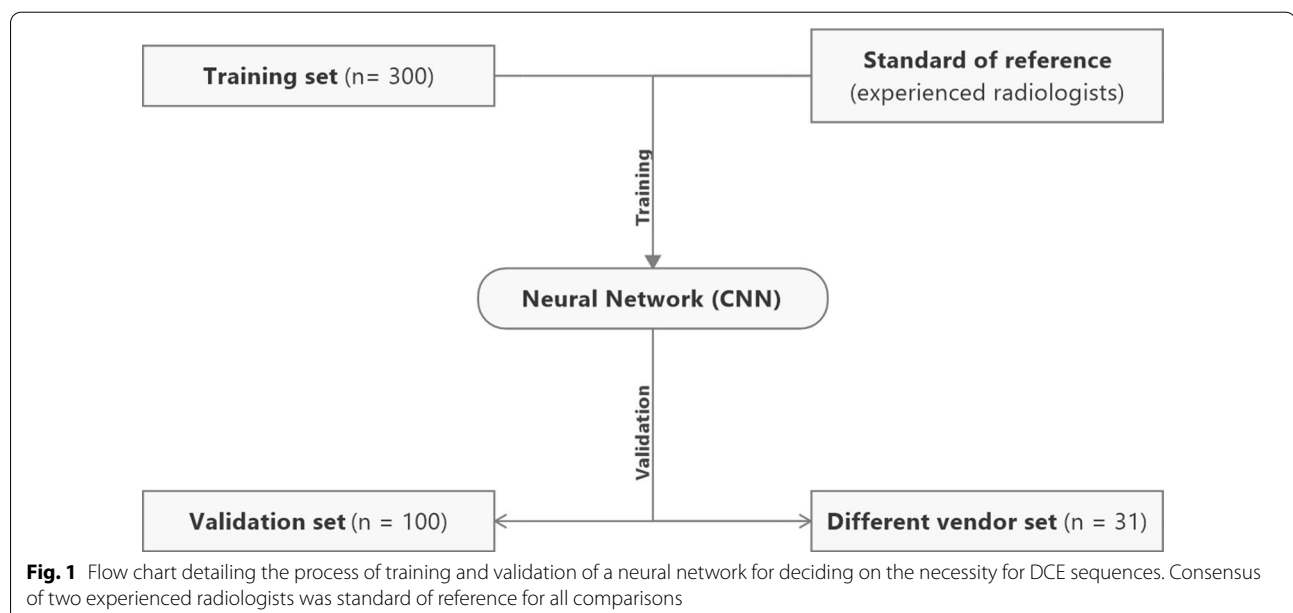 Training set (n= 300)
Standard of reference
(experienced radiologists)
Training
Neural Network (CNN)
Validation
Validation set (n = 100)
Different vendor set (n = 31)
Fig. 1 Flow chart detailing the process of training and validation of a neural network for deciding on the necessity for DCE sequences. Consensus
of two experienced radiologists was standard of reference for all comparisons